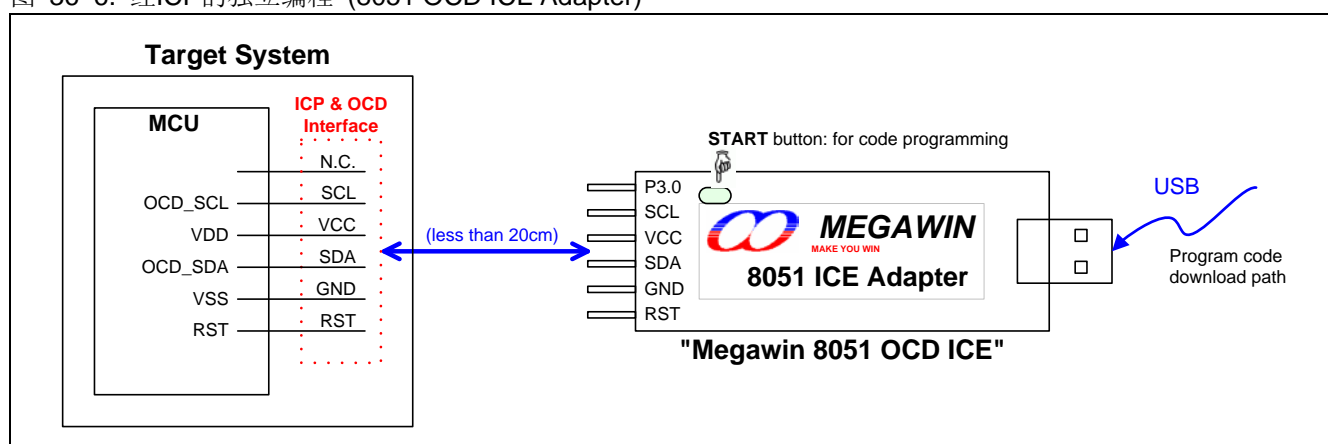 Target System
MCU
ICP & OCD
Interface
N.C.
OCD_SCL
SCL
VDD
VCC
OCD_SDA
SDA
VSS
GND
RST
RST
(less than 20cm)
START button: for code programming
P3.0
SCL
VCC
SDA
GND
RST
MEGAWIN
MAKE YOU WIN
8051 ICE Adapter
"Megawin 8051 OCD ICE"
USB
Program code
download path